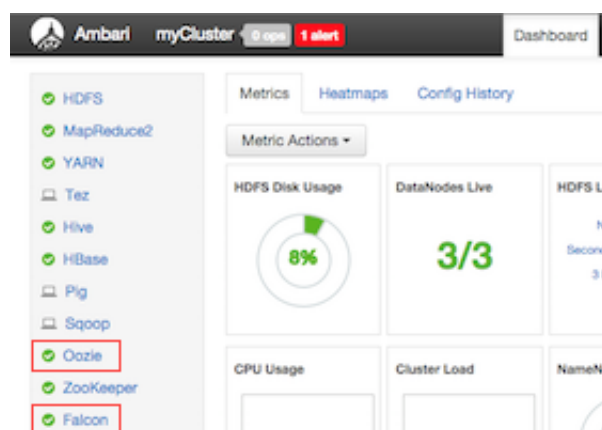 Ambari myCluster 0 ops 1 alert Dashboard
HDFS
MapReduce2
YARN
Tez
Hive
HBase
Pig
Sqoop
Oozie
ZooKeeper
Falcon
Metrics Heatmaps Config History
Metric Actions
HDFS Disk Usage DataNodes Live HDFS L
8% 3/3
N
Second
3
CPU Usage Cluster Load NameN